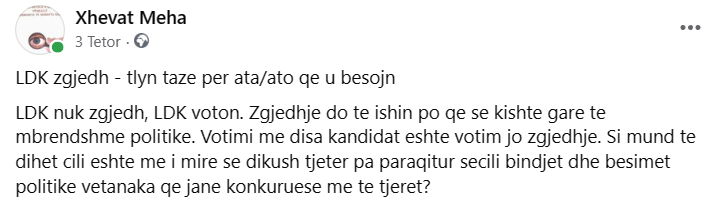 Xhevat Meha
3 Tetor ·
LDK zgjedh - tlyn taze per ata/ato qe u besojn
LDK nuk zgjedh, LDK voton. Zgjedhje do te ishin po qe se kishte gare te
mbrendshme politike. Votimi me disa kandidat eshte votim jo zgjedhje. Si mund te
dihet cili eshte me i mire se dikush tjeter pa paraqitur secili bindjet dhe besimet
politike vetanaka qe jane konkuruese me te tjeret?